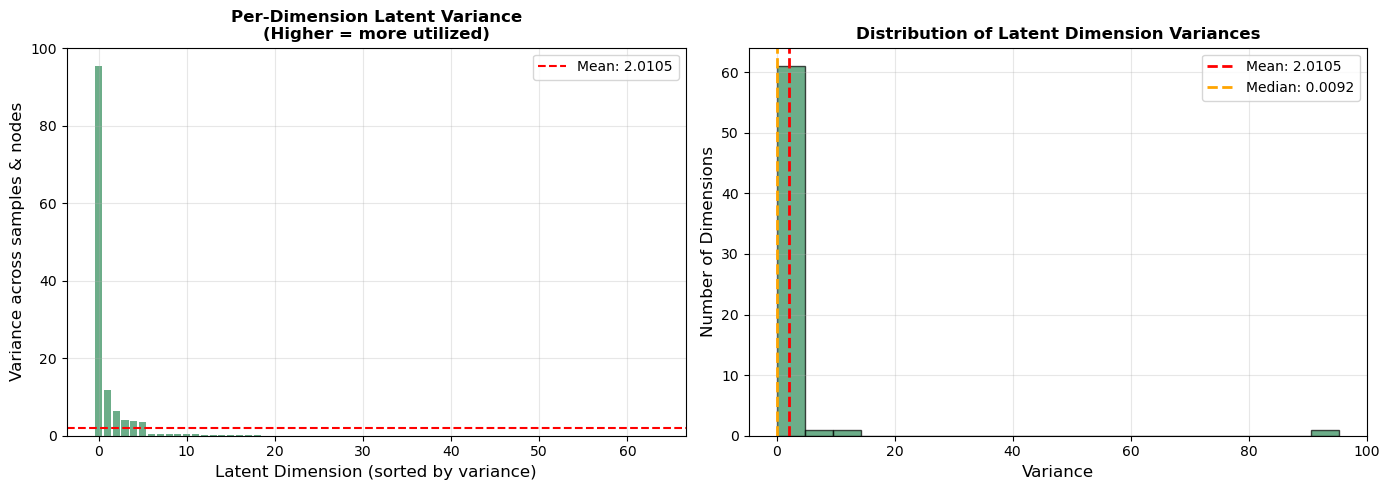 Per-Dimension Latent Variance
(Higher = more utilized)
Mean: 2.0105
100
80
60
40
20
0
Variance across samples & nodes
0 10 20 30 40 50 60
Latent Dimension (sorted by variance)
Distribution of Latent Dimension Variances
Mean: 2.0105
Median: 0.0092
60
50
40
30
20
10
0
Number of Dimensions
0 20 40 60 80 100
Variance